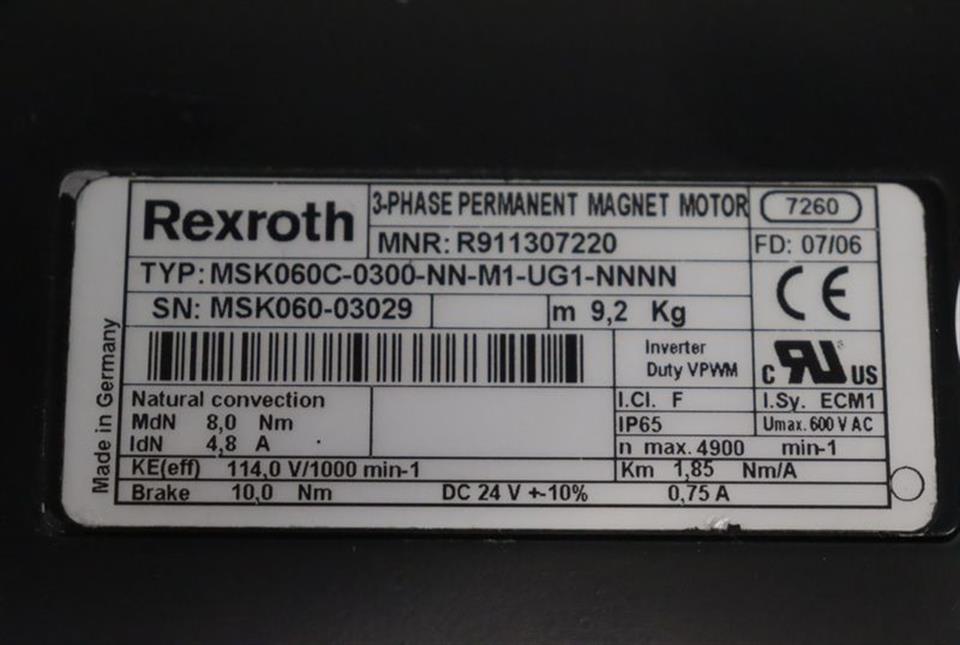 Rexroth
3-PHASE PERMANENT MAGNET MOTOR
7260
MNR: R911307220
FD: 07/06
TYP: MSK060C-0300-NN-M1-UG1-NNNN
CE
SN: MSK060-03029
m 9,2 Kg
Inverter
Duty VPWM
c RU US
Natural convection
I.Cl. F
I.Sy. ECM1
MdN 8,0 Nm
IP65
Umax. 600 V AC
IdN 4,8 A
n max. 4900 min-1
KE(eff) 114,0 V/1000 min-1
Km 1,85 Nm/A
Brake 10,0 Nm DC 24 V +-10% 0,75 A
Made in Germany